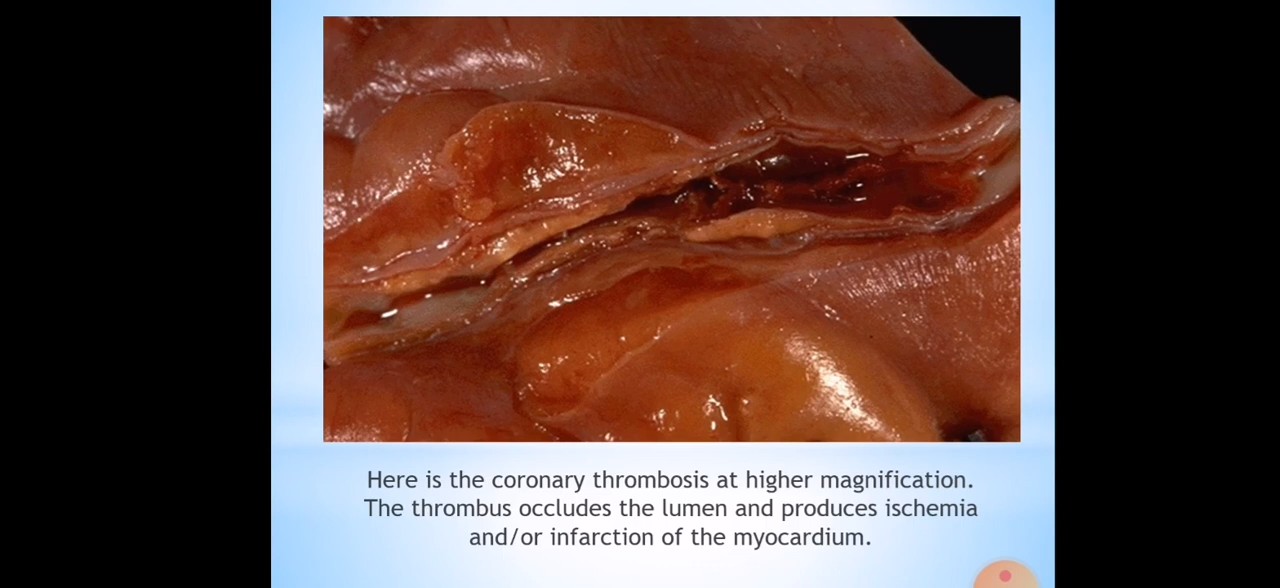 Here is the coronary thrombosis at higher magnification.
The thrombus occludes the lumen and produces ischemia
and/or infarction of the myocardium.